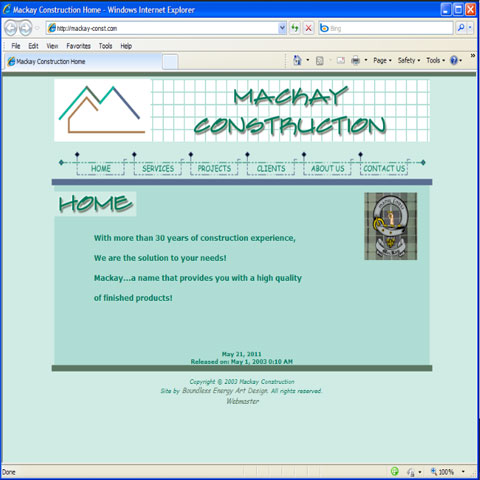 Mackay Construction Home - Windows Internet Explorer
http://mackay-const.com
Bing
File Edit View Favorites Tools Help
Mackay Construction Home
Page Safety Tools
MACKAY
CONSTRUCTION
HOME SERVICES PROJECTS CLIENTS ABOUT US CONTACT US
HOME
With more than 30 years of construction experience,
We are the solution to your needs!
Mackay...a name that provides you with a high quality
of finished products!
May 21, 2011
Released on: May 1, 2003 0:10 AM
Copyright © 2003 Mackay Construction
Site by Boundless Energy Art Design. All rights reserved.
Webmaster
Done
100%